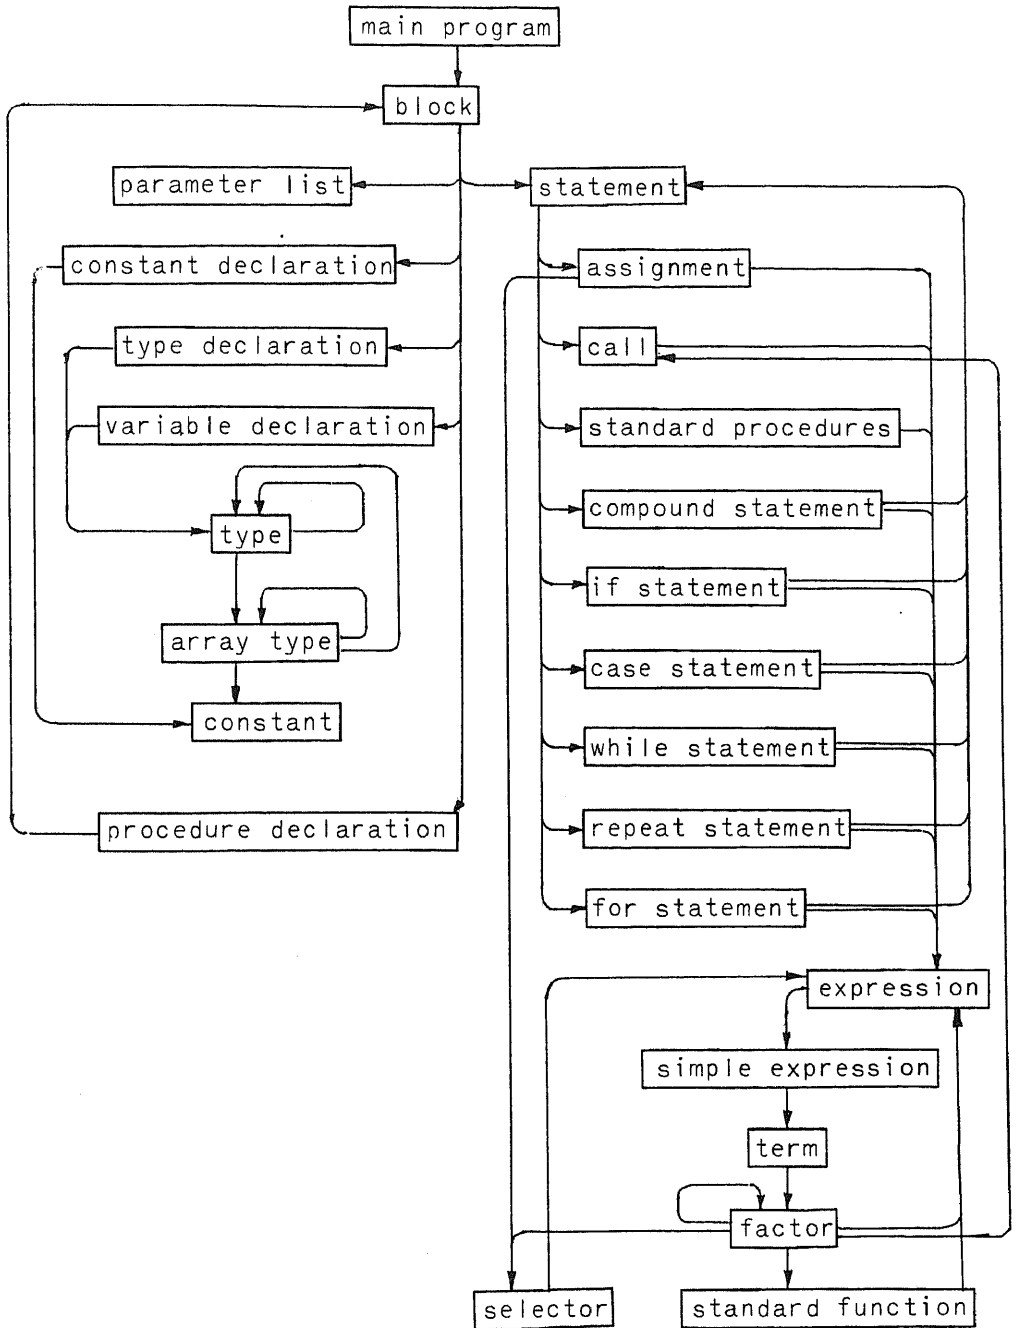 main program
block
parameter list
statement
constant declaration
assignment
type declaration
call
variable declaration
standard procedures
compound statement
type
if statement
array type
case statement
constant
while statement
procedure declaration
repeat statement
for statement
expression
simple expression
term
factor
selector
standard function